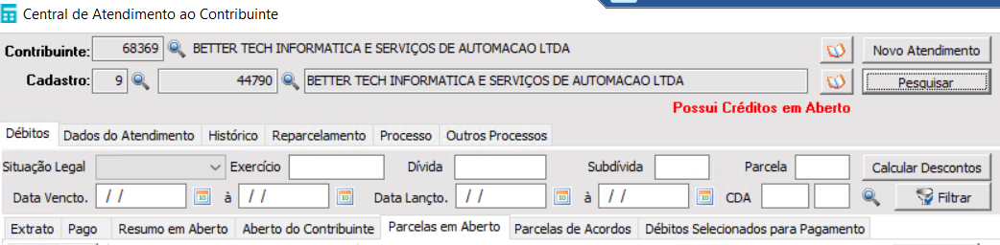 Central de Atendimento ao Contribuinte
Contribuinte: 68369 BETTER TECH INFORMATICA E SERVIÇOS DE AUTOMACAO LTDA Novo Atendimento
Cadastro: 9 44790 BETTER TECH INFORMATICA E SERVIÇOS DE AUTOMACAO LTDA Pesquisar
Possui Créditos em Aberto
Débitos Dados do Atendimento Histórico Reparcelamento Processo Outros Processos
Situação Legal Exercício Dívida Subdívida Parcela Calcular Descontos
Data Vencto. / / à / / Data Lançto. / / à / / CDA Filtrar
Extrato Pago Resumo em Aberto Aberto do Contribuinte Parcelas em Aberto Parcelas de Acordos Débitos Selecionados para Pagamento